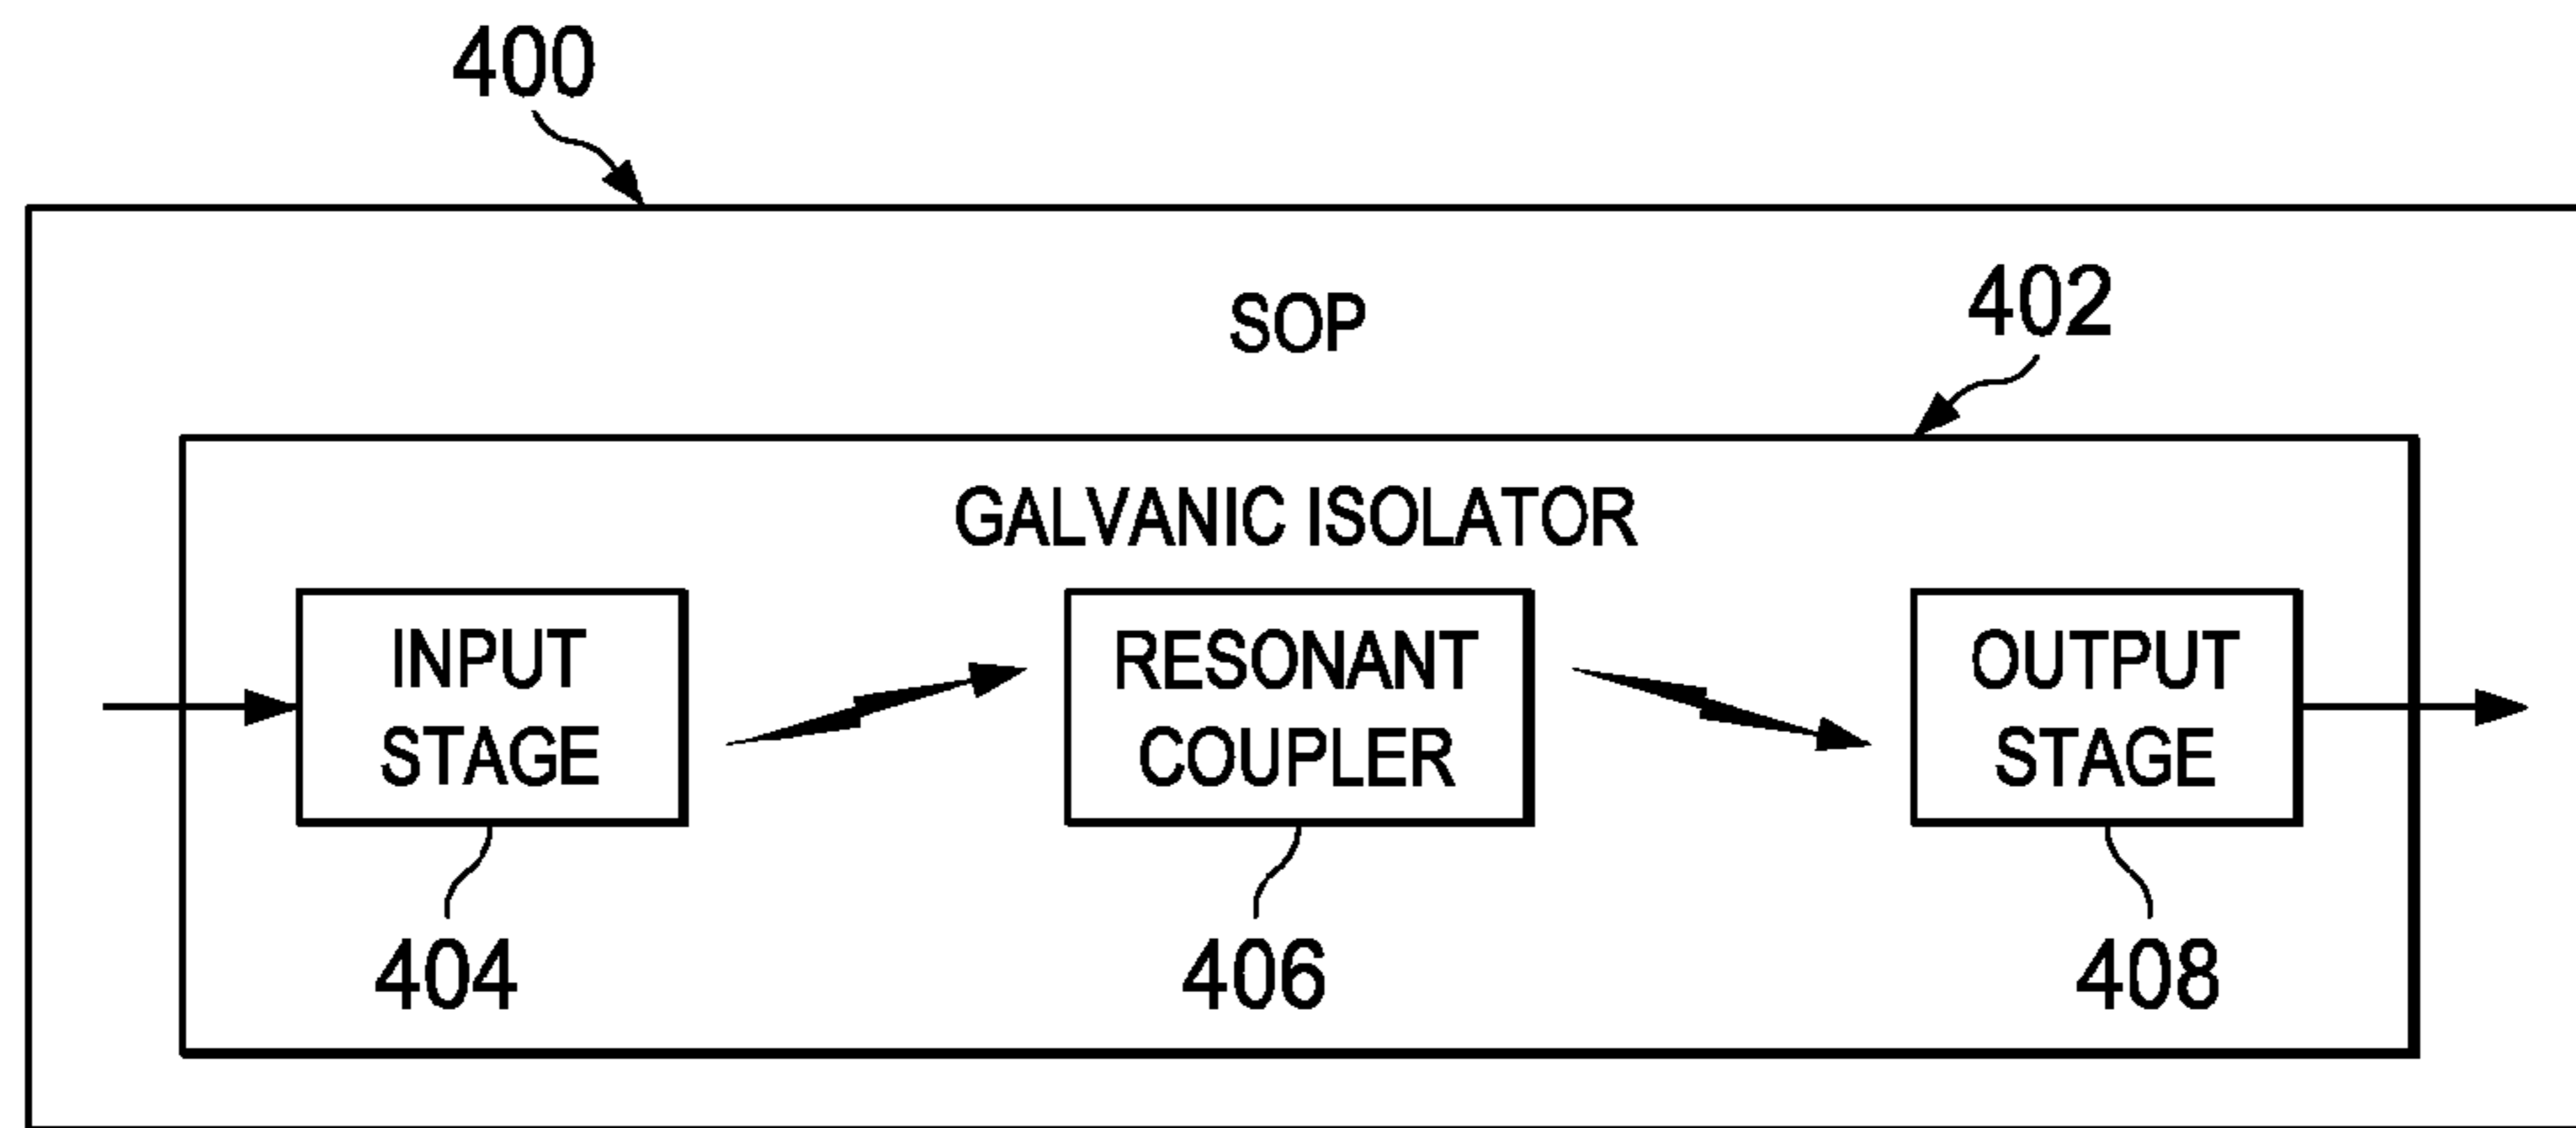 400
SOP
402
GALVANIC ISOLATOR
INPUT
STAGE
RESONANT
COUPLER
OUTPUT
STAGE
404
406
408